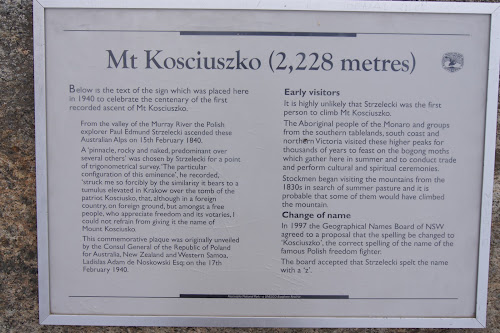 Mt Kosciuszko (2,228 metres)
Below is the text of the sign which was placed here
in 1940 to celebrate the centenary of the first
recorded ascent of Mt Kosciuszko.
From the valley of the Murray River the Polish
explorer Paul Edmund Strzelecki ascended these
Australian Alps on 15th February 1840.
A 'pinnacle, rocky and naked, predominant over
several others' was chosen by Strzelecki for a point
of trigonometrical survey. 'The particular
configuration of this eminence', he recorded,
'struck me so forcibly by the similarity it bears to a
tumulus elevated in Krakow over the tomb of the
patriot Kosciusko, that, although in a foreign
country, on foreign ground, but amongst a free
people, who appreciate freedom and its votaries, I
could not refrain from giving it the name of
Mount Kosciusko.
This commemorative plaque was originally unveiled
by the Consul General of the Republic of Poland
for Australia, New Zealand and Western Samoa,
Ladislas Adam de Noskowski Esq; on the 17th
February 1940.
Early visitors
It is highly unlikely that Strzelecki was the first
person to climb Mt Kosciuszko.
The Aboriginal people of the Monaro and groups
from the southern tablelands, south coast and
northern Victoria visited these higher peaks for
thousands of years to feast on the bogong moths
which gather here in summer and to conduct trade
and perform cultural and spiritual ceremonies.
Stockmen began visiting the mountains from the
1830s in search of summer pasture and it is
probable that some of them would have climbed
the mountain.
Change of name
In 1997 the Geographical Names Board of NSW
agreed to a proposal that the spelling be changed to
'Kosciuszko', the correct spelling of the name of the
famous Polish freedom fighter.
The board accepted that Strzelecki spelt the name
with a 'z'.